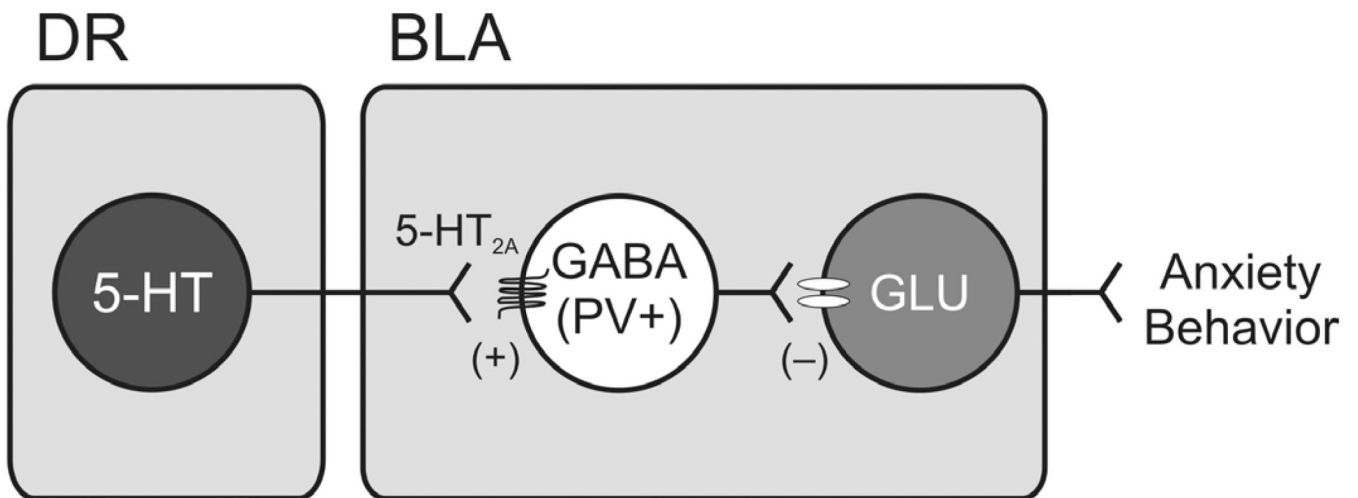 DR
BLA
5-HT
5-HT2A
(+)
GABA
(PV+)
(–)
GLU
Anxiety
Behavior